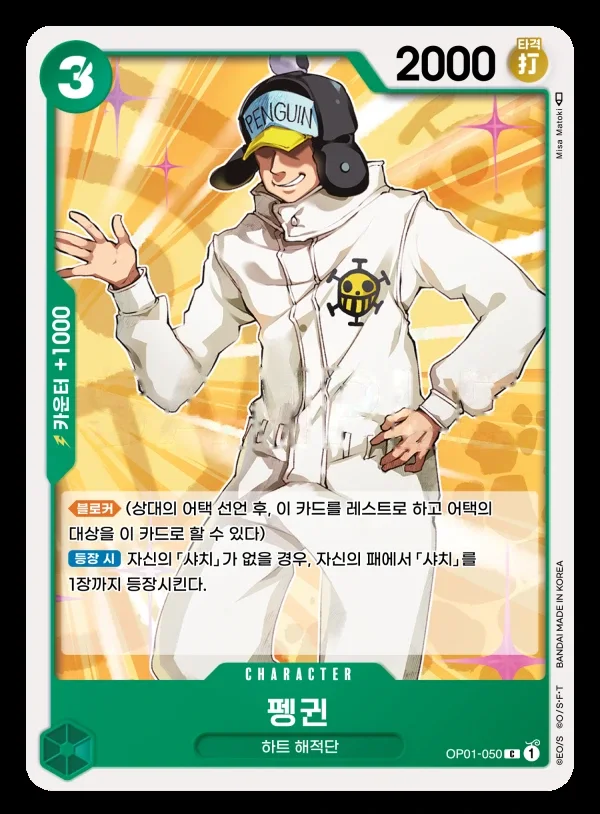 3
2000
타격
打
Misa Matoki
PENGUIN
카운터 +1000
블로커 (상대의 어택 선언 후, 이 카드를 레스트로 하고 어택의
대상을 이 카드로 할 수 있다)
등장 시 자신의 「샤치」가 없을 경우, 자신의 패에서 「샤치」를
1장까지 등장시킨다.
CHARACTER
펭귄
하트 해적단
OP01-050 C 1
©EO/S ©O/S·F·T BANDAI MADE IN KOREA